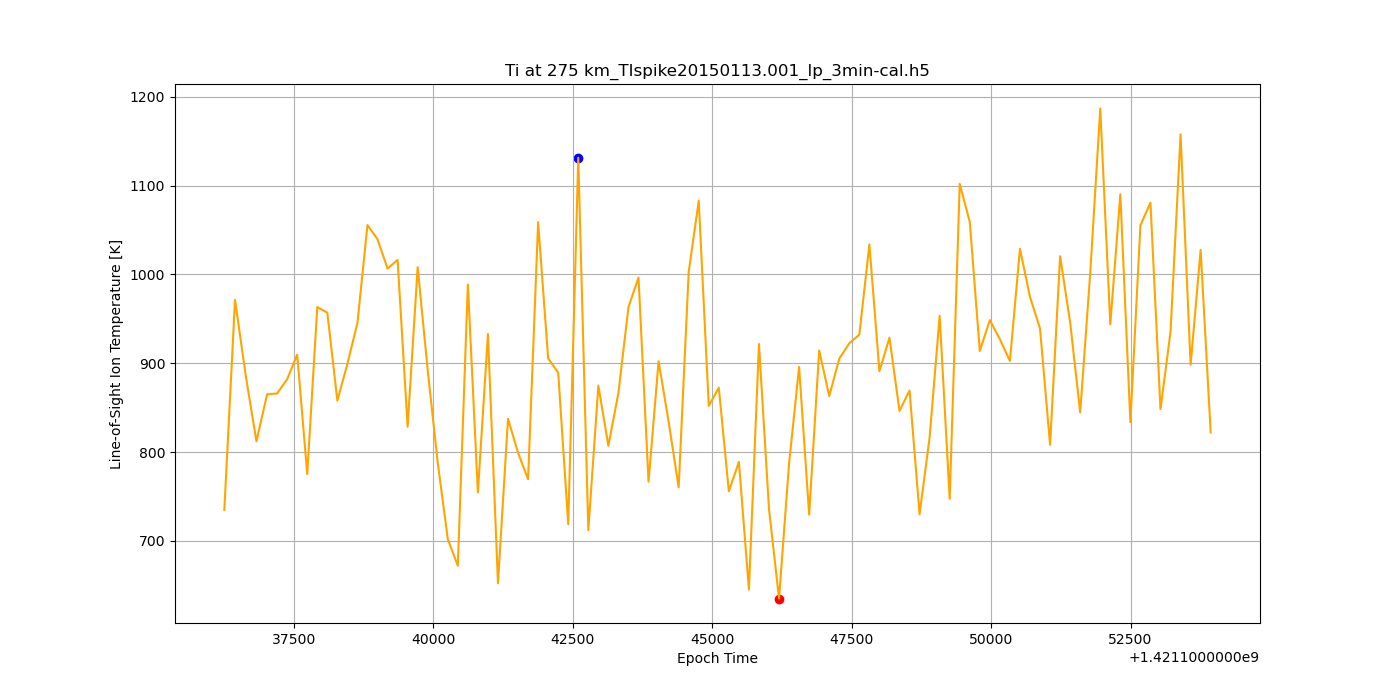 Ti at 275 km_TIspike20150113.001_lp_3min-cal.h5
Line-of-Sight Ion Temperature [K]
1200
1100
1000
900
800
700
37500 40000 42500 45000 47500 50000 52500
Epoch Time
+1.4211000000e9